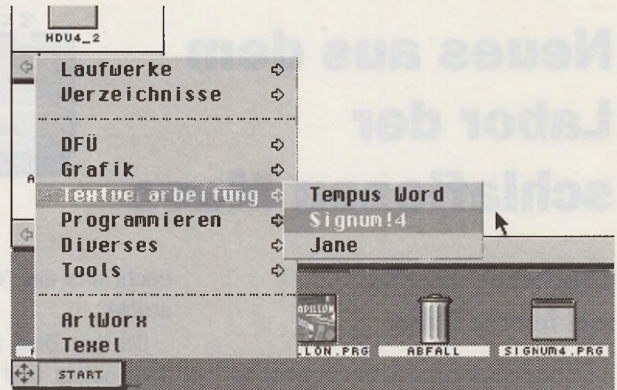 HDU4_2
Laufwerke
Verzeichnisse
DFÜ
Grafik
Textverarbeitung
Tempus Word
Programmieren
Signum!4
Diverses
Jane
Tools
ArtWorx
Texel
APILLON
LLON.PRG
ABFALL
SIGNUM4.PRG
START
Neues aus dem
Labor der